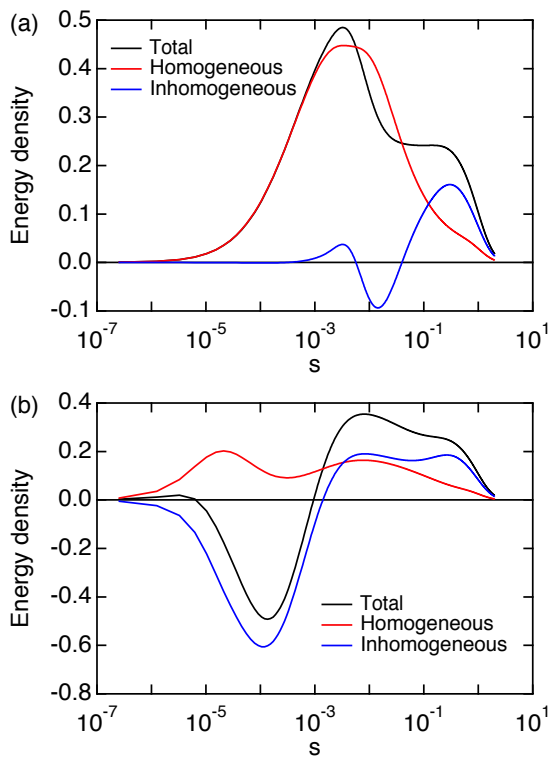 (a)
0.5
0.4
0.3
0.2
0.1
0.0
-0.1
Energy density
Total
Homogeneous
Inhomogeneous
10⁻⁷
10⁻⁵
10⁻³
10⁻¹
10¹
s
(b)
0.4
0.2
0.0
-0.2
-0.4
-0.6
-0.8
Energy density
Total
Homogeneous
Inhomogeneous
10⁻⁷
10⁻⁵
10⁻³
10⁻¹
10¹
s